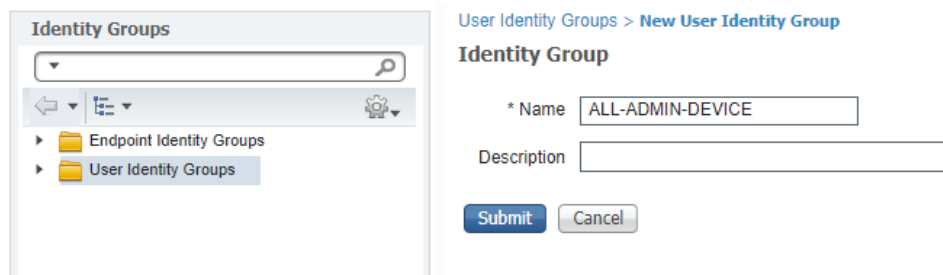 Identity Groups
Endpoint Identity Groups
User Identity Groups
User Identity Groups > New User Identity Group
Identity Group
* Name ALL-ADMIN-DEVICE
Description
Submit Cancel